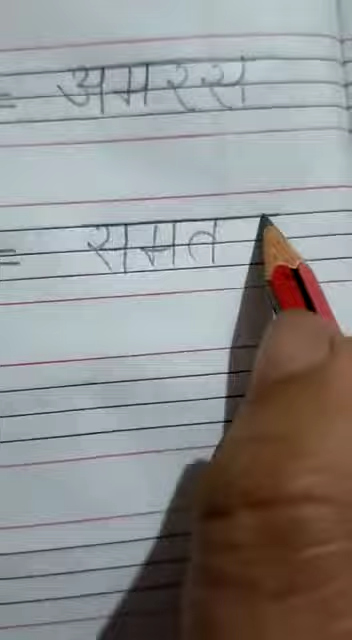 = अमरस
= समत